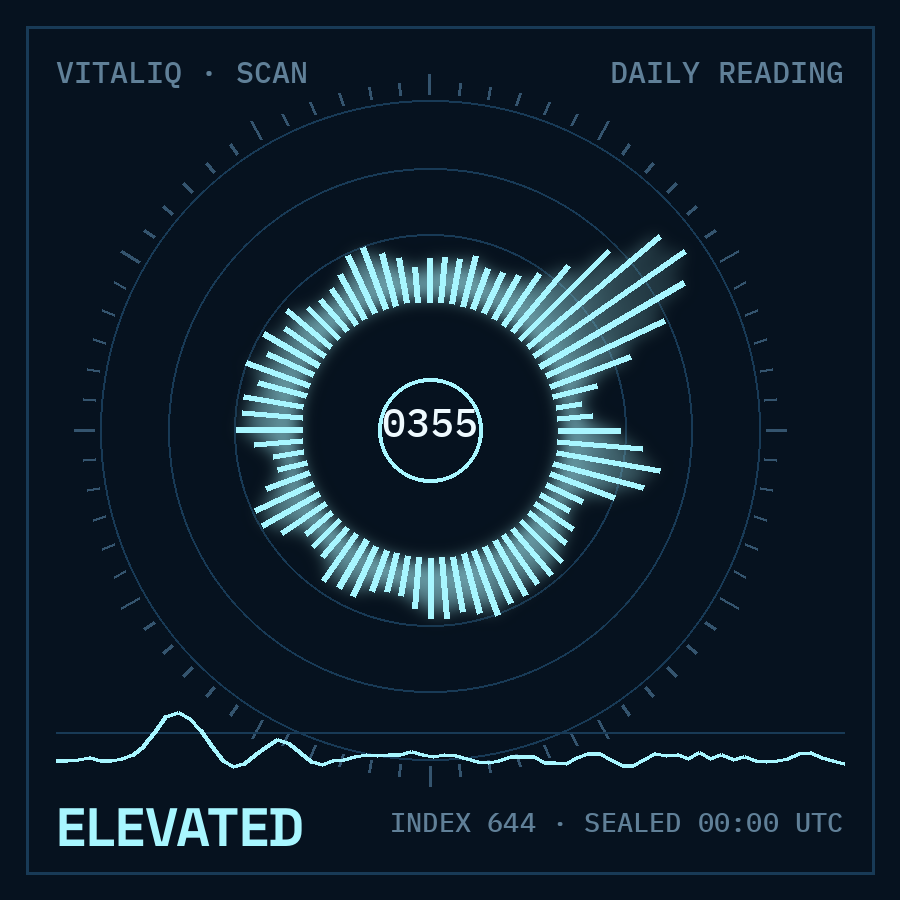 VITALIQ · SCAN
DAILY READING
0355
ELEVATED
INDEX 644 · SEALED 00:00 UTC